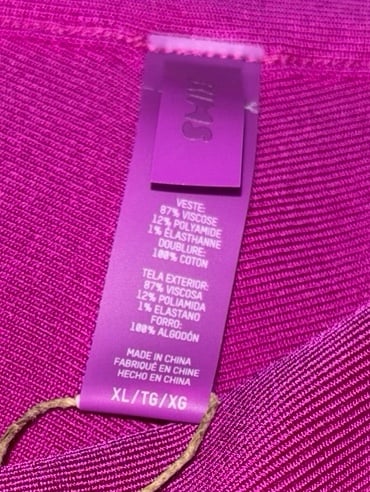 SKIMS
VESTE:
87% VISCOSE
12% POLYAMIDE
1% ÉLASTHANNE
DOUBLURE:
100% COTON
TELA EXTERIOR:
87% VISCOSA
12% POLIAMIDA
1% ELASTANO
FORRO:
100% ALGODÓN
MADE IN CHINA
FABRIQUÉ EN CHINE
HECHO EN CHINA
XL/TG/XG